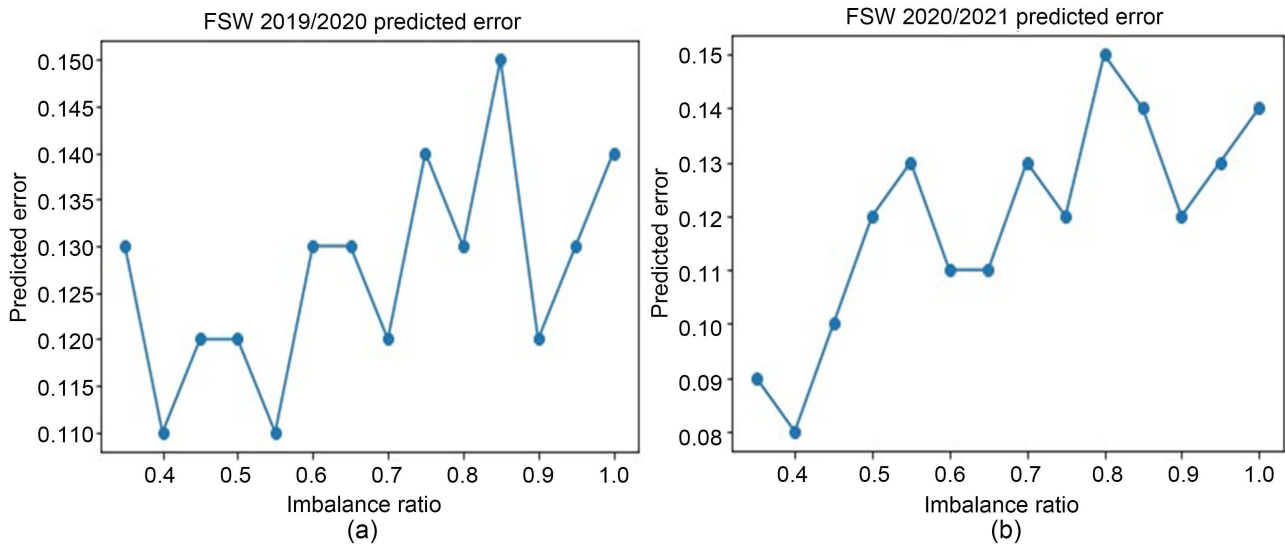 FSW 2019/2020 predicted error
0.150
0.145
0.140
0.135
0.130
0.125
0.120
0.115
0.110
Predicted error
0.4 0.5 0.6 0.7 0.8 0.9 1.0
Imbalance ratio
(a)
FSW 2020/2021 predicted error
0.15
0.14
0.13
0.12
0.11
0.10
0.09
0.08
Predicted error
0.4 0.5 0.6 0.7 0.8 0.9 1.0
Imbalance ratio
(b)